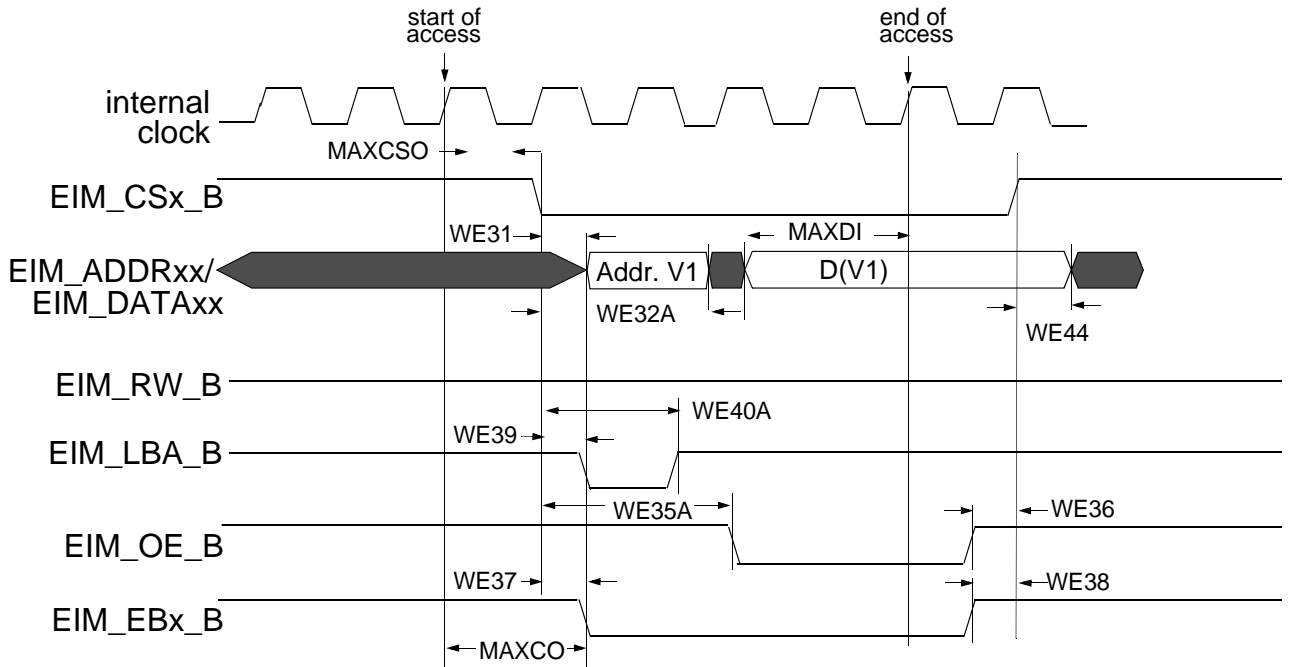 start of
access
end of
access
internal
clock
MAXCSO
EIM_CSx_B
WE31
MAXDI
EIM_ADDRxx/
EIM_DATAxx
Addr. V1
D(V1)
WE32A
WE44
EIM_RW_B
WE40A
WE39
EIM_LBA_B
WE35A
WE36
EIM_OE_B
WE37
WE38
EIM_EBx_B
MAXCO